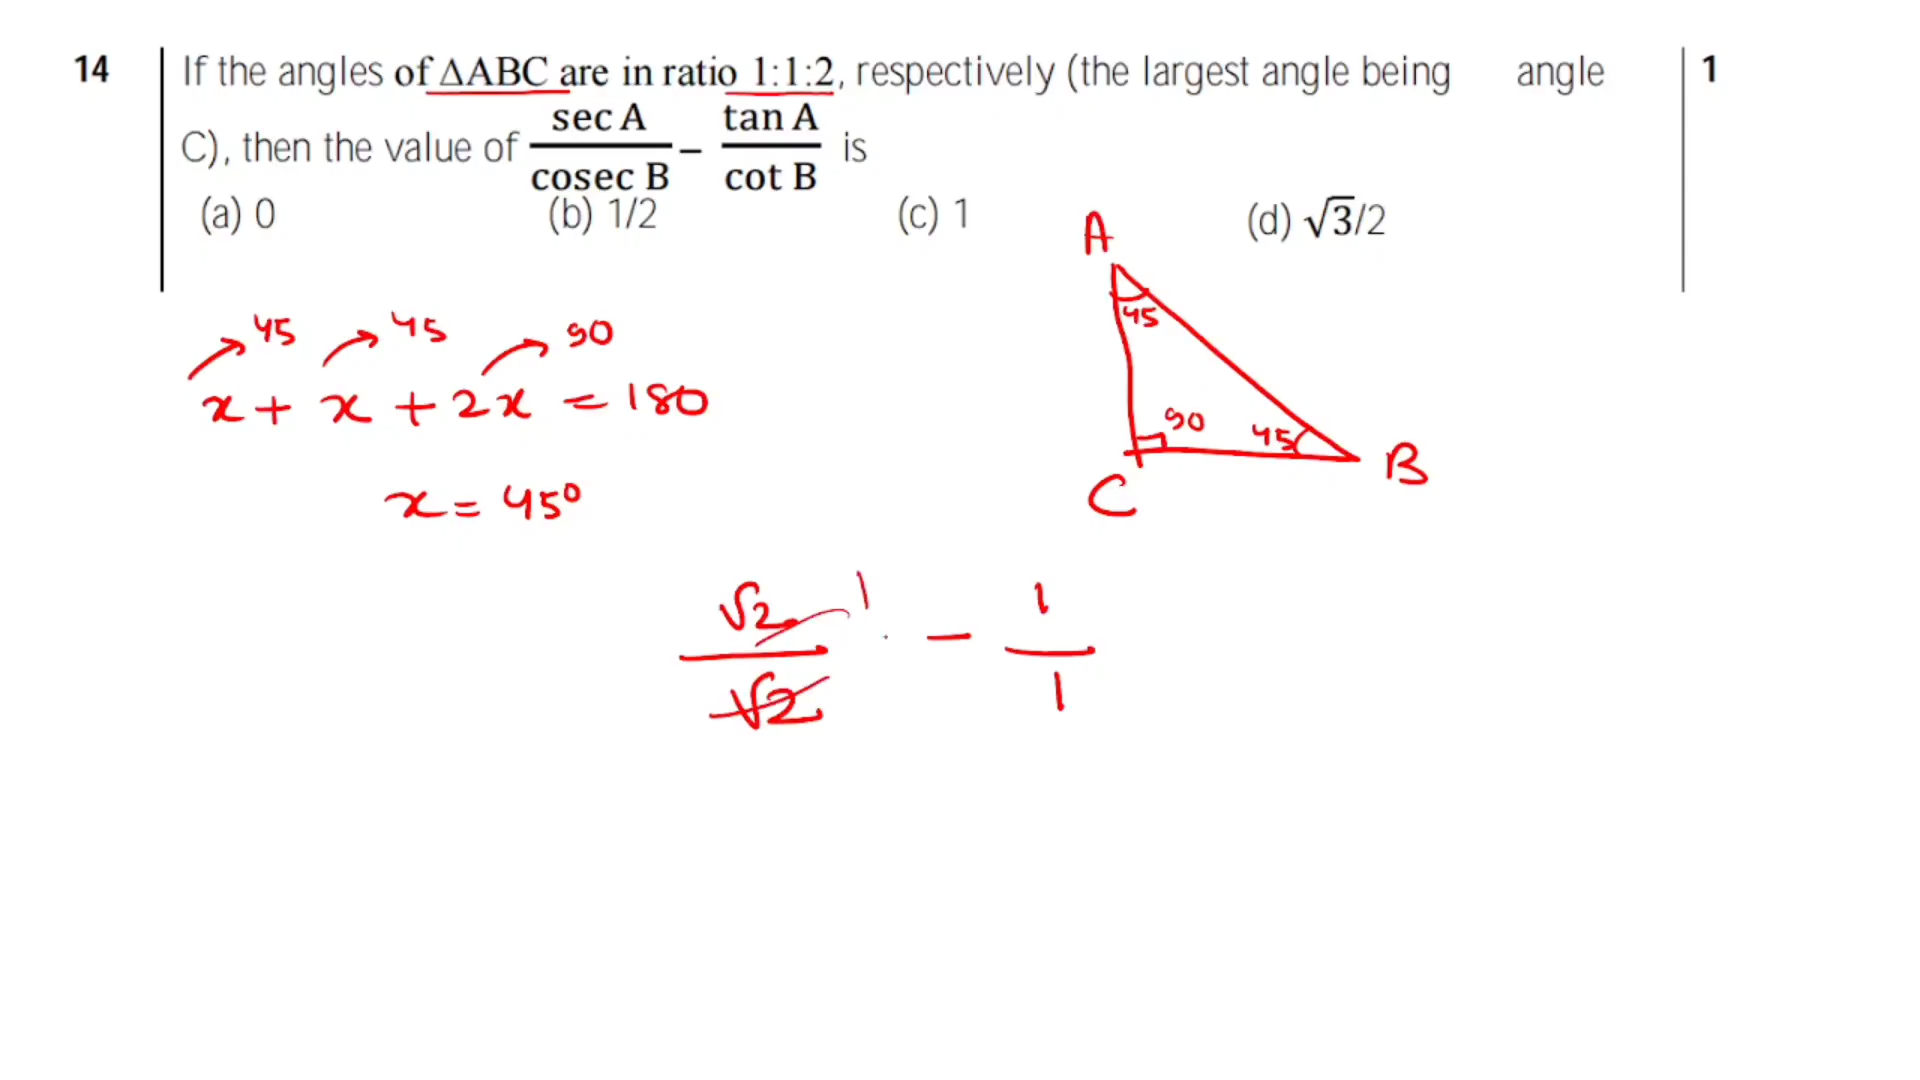 14 If the angles of ΔABC are in ratio 1:1:2, respectively (the largest angle being angle 1
C), then the value of sec A/cosec B − tan A/cot B is
(a) 0 (b) 1/2 (c) 1 (d) √3/2
A
45 45 90
45
x + x + 2x = 180
90 45
B
x = 45°
C
√2/√2 1 − 1/1